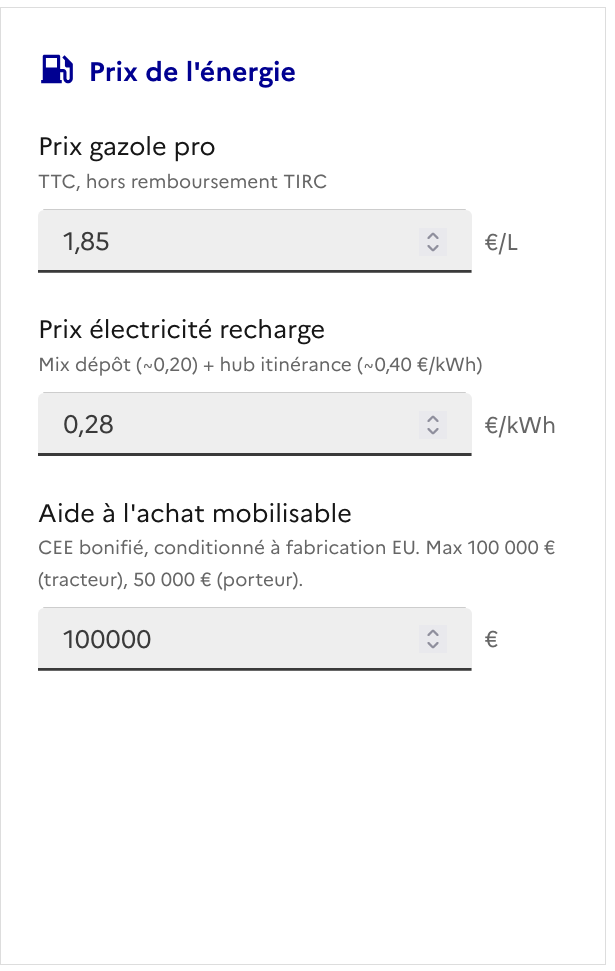 Prix de l'énergie
Prix gazole pro
TTC, hors remboursement TIRC
1,85
€/L
Prix électricité recharge
Mix dépôt (~0,20) + hub itinérance (~0,40 €/kWh)
0,28
€/kWh
Aide à l'achat mobilisable
CEE bonifié, conditionné à fabrication EU. Max 100 000 €
(tracteur), 50 000 € (porteur).
100000
€